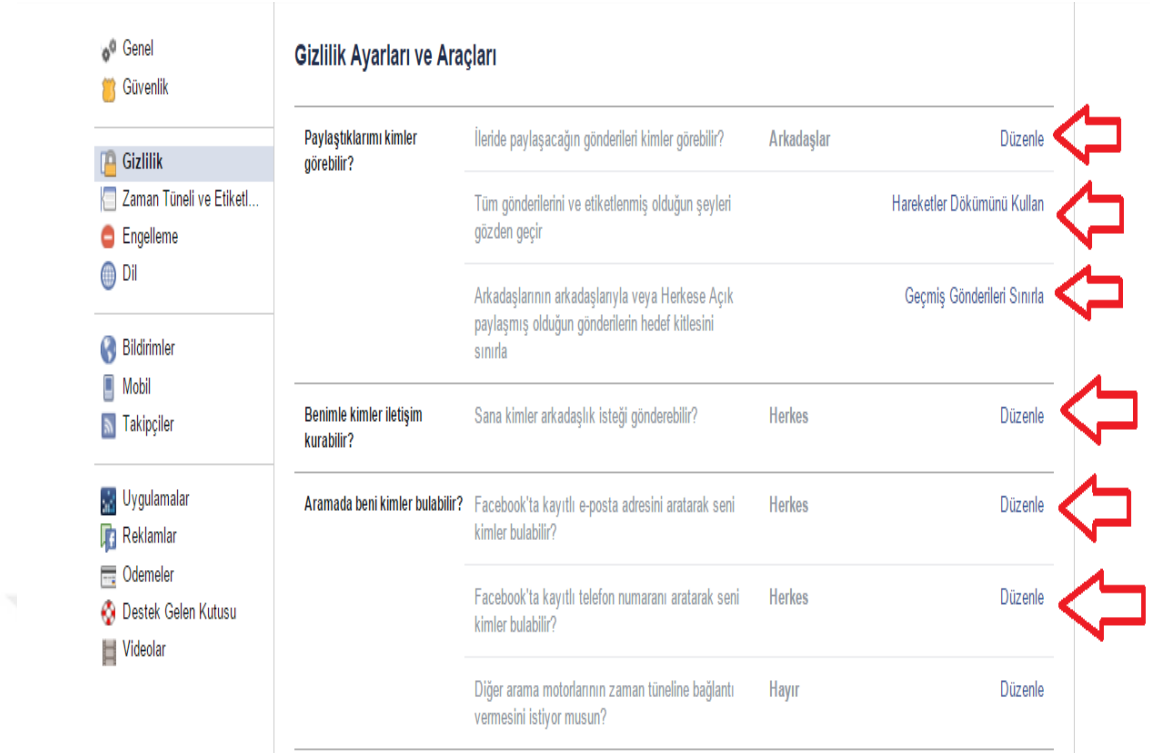 Genel
Güvenlik
Gizlilik
Zaman Tüneli ve Etiketl...
Engelleme
Dil
Bildirimler
Mobil
Takipçiler
Uygulamalar
Reklamlar
Ödemeler
Destek Gelen Kutusu
Videolar
Gizlilik Ayarları ve Araçları
Paylaştıklarımı kimler
görebilir?
İleride paylaşacağın gönderileri kimler görebilir?
Arkadaşlar
Düzenle
Tüm gönderilerini ve etiketlenmiş olduğun şeyleri
gözden geçir
Hareketler Dökümünü Kullan
Arkadaşlarının arkadaşlarıyla veya Herkese Açık
paylaşmış olduğun gönderilerin hedef kitlesini
sınırla
Geçmiş Gönderileri Sınırla
Benimle kimler iletişim
kurabilir?
Sana kimler arkadaşlık isteği gönderebilir?
Herkes
Düzenle
Aramada beni kimler bulabilir?
Facebook'ta kayıtlı e-posta adresini aratarak seni
kimler bulabilir?
Herkes
Düzenle
Facebook'ta kayıtlı telefon numaranı aratarak seni
kimler bulabilir?
Herkes
Düzenle
Diğer arama motorlarının zaman tüneline bağlantı
vermesini istiyor musun?
Hayır
Düzenle